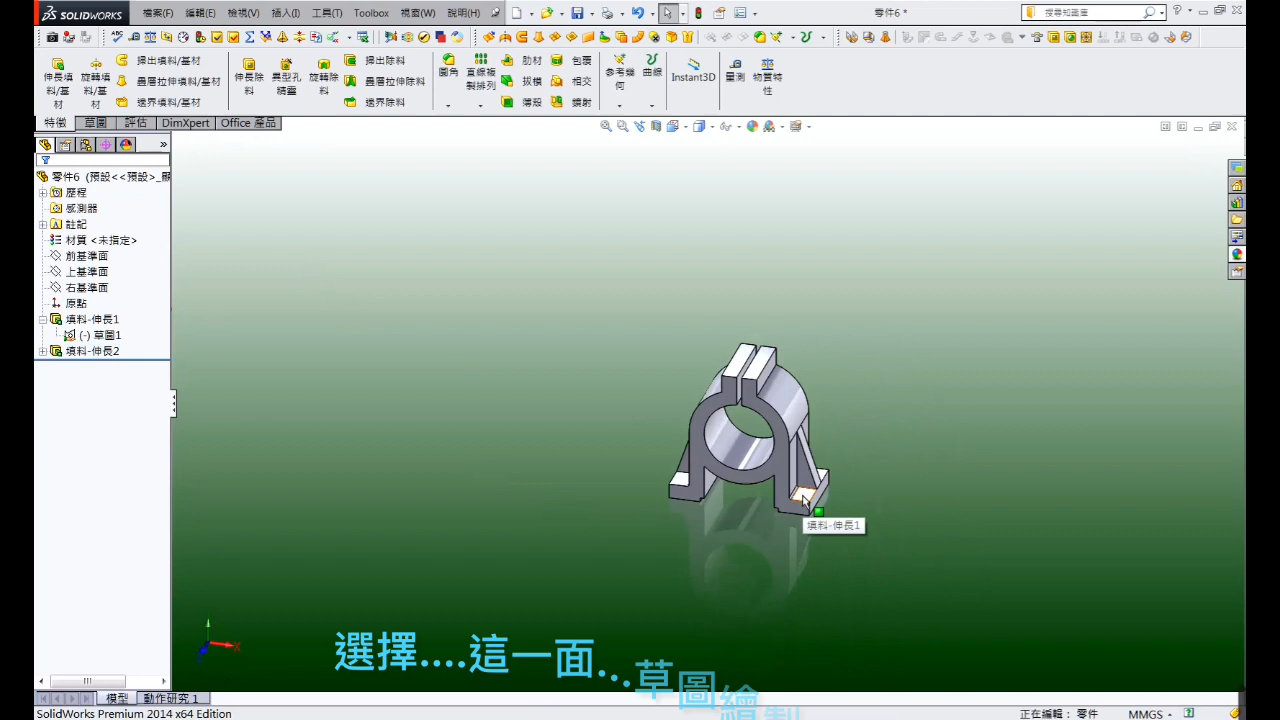 SOLIDWORKS 檔案(F) 編輯(E) 檢視(V) 插入(I) 工具(T) Toolbox 視窗(W) 說明(H) 零件6 * 搜尋知識庫
伸長填料/基材 旋轉填料/基材 掃出填料/基材 疊層拉伸填料/基材 邊界填料/基材 伸長除料 異型孔精靈 旋轉除料 掃出除料 疊層拉伸除料 邊界除料 圓角 直線複製排列 肋材 拔模 薄殼 包覆 相交 鏡射 參考幾何 曲線 Instant3D 量測 物質特性
特徵 草圖 評估 DimXpert Office 產品
零件6 (預設<<預設>_顯
歷程
感測器
註記
材質 <未指定>
前基準面
上基準面
右基準面
原點
填料-伸長1
(-) 草圖1
填料-伸長2
填料-伸長1
X
選擇....這一面...草圖繪製
模型 動作研究 1
SolidWorks Premium 2014 x64 Edition 正在編輯： 零件 MMGS